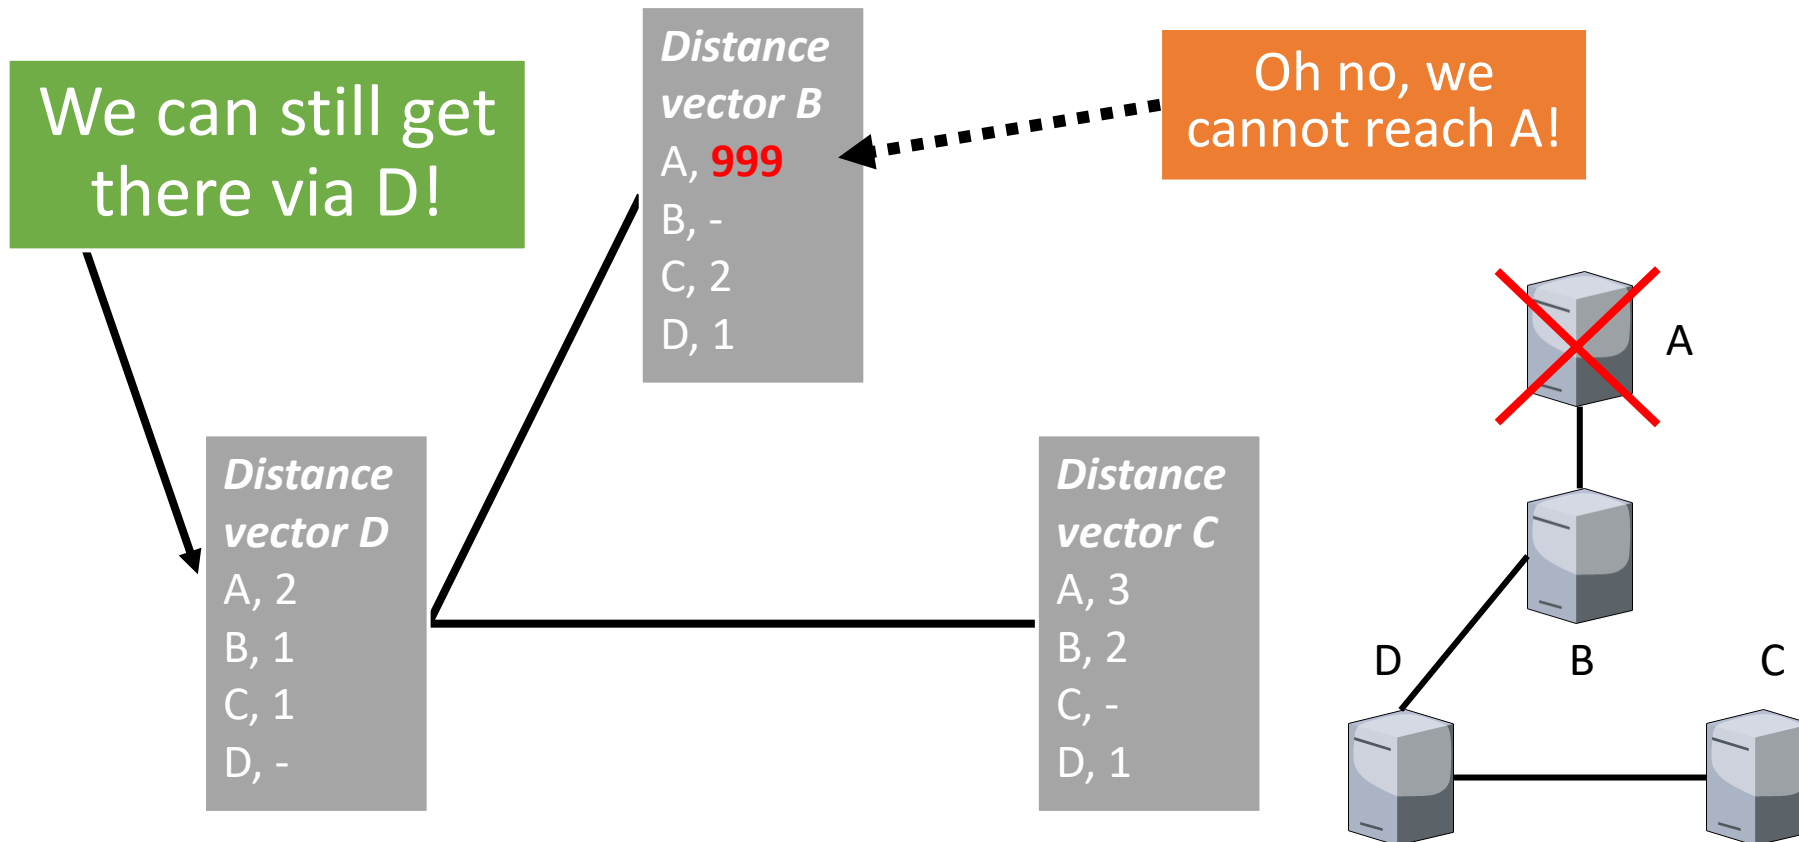 We can still get
there via D!
Distance
vector B
A, 999
B, -
C, 2
D, 1
Oh no, we
cannot reach A!
Distance
vector D
A, 2
B, 1
C, 1
D, -
Distance
vector C
A, 3
B, 2
C, -
D, 1
A
D
B
C